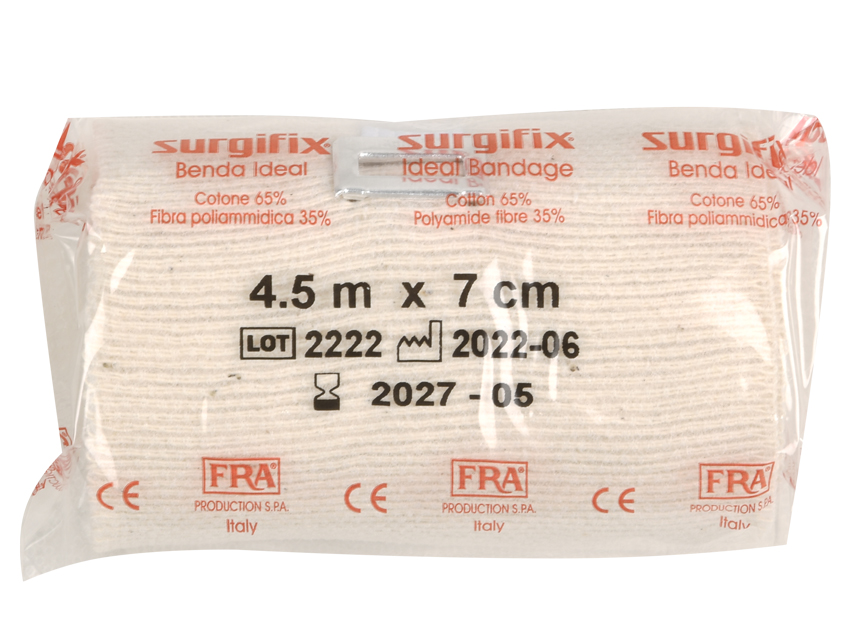 surgifix surgifix surgifix
Benda Ideal Ideal Bandage Benda Ideal
Cotone 65% Cotton 65% Cotone 65%
Fibra poliammidica 35% Polyamide fibre 35% Fibra poliammidica 35%
4.5 m x 7 cm
LOT 2222 2022-06
2027 - 05
FRA® FRA® FRA®
CE PRODUCTION S.P.A. CE PRODUCTION S.P.A. CE PRODUCTION S.P.A.
Italy Italy Italy